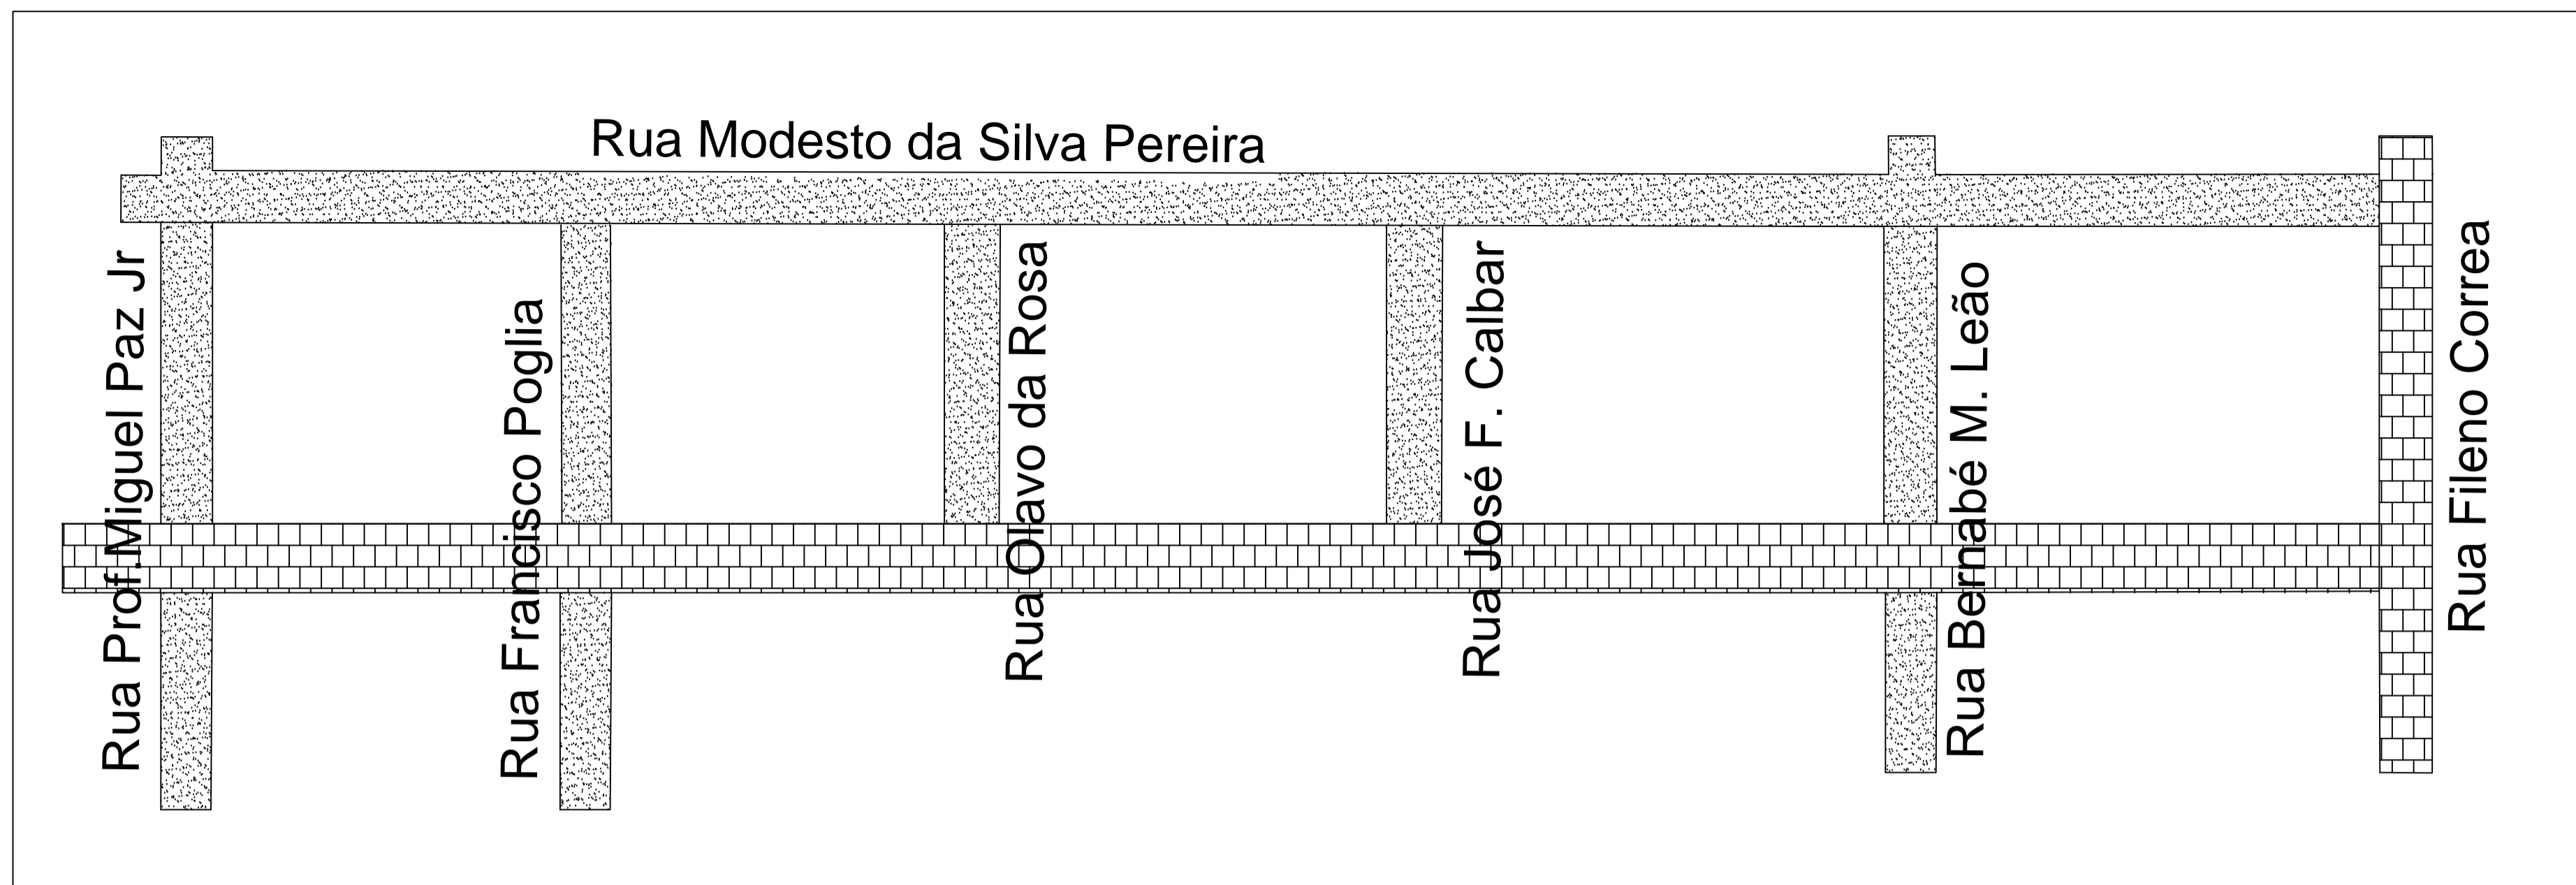 Rua Modesto da Silva Pereira
Rua Prof.Miguel Paz Jr
Rua Francisco Poglia
Rua Olavo da Rosa
Rua José F. Calbar
Rua Bernabé M. Leão
Rua Fileno Correa